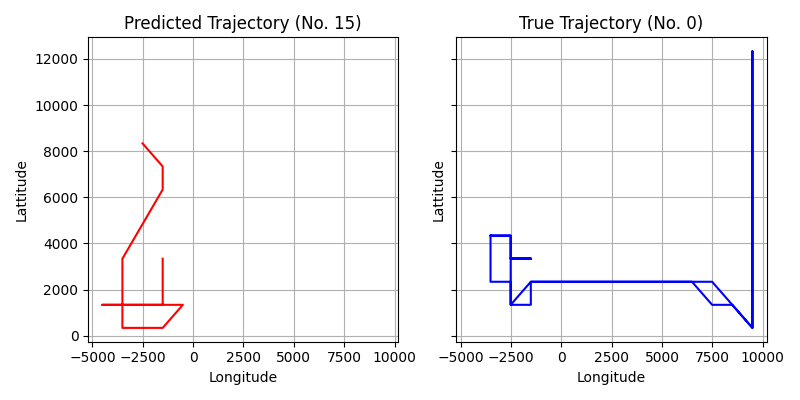 Predicted Trajectory (No. 15)
True Trajectory (No. 0)
Lattitude
12000
10000
8000
6000
4000
2000
0
−5000 −2500 0 2500 5000 7500 10000
Longitude
Lattitude
−5000 −2500 0 2500 5000 7500 10000
Longitude